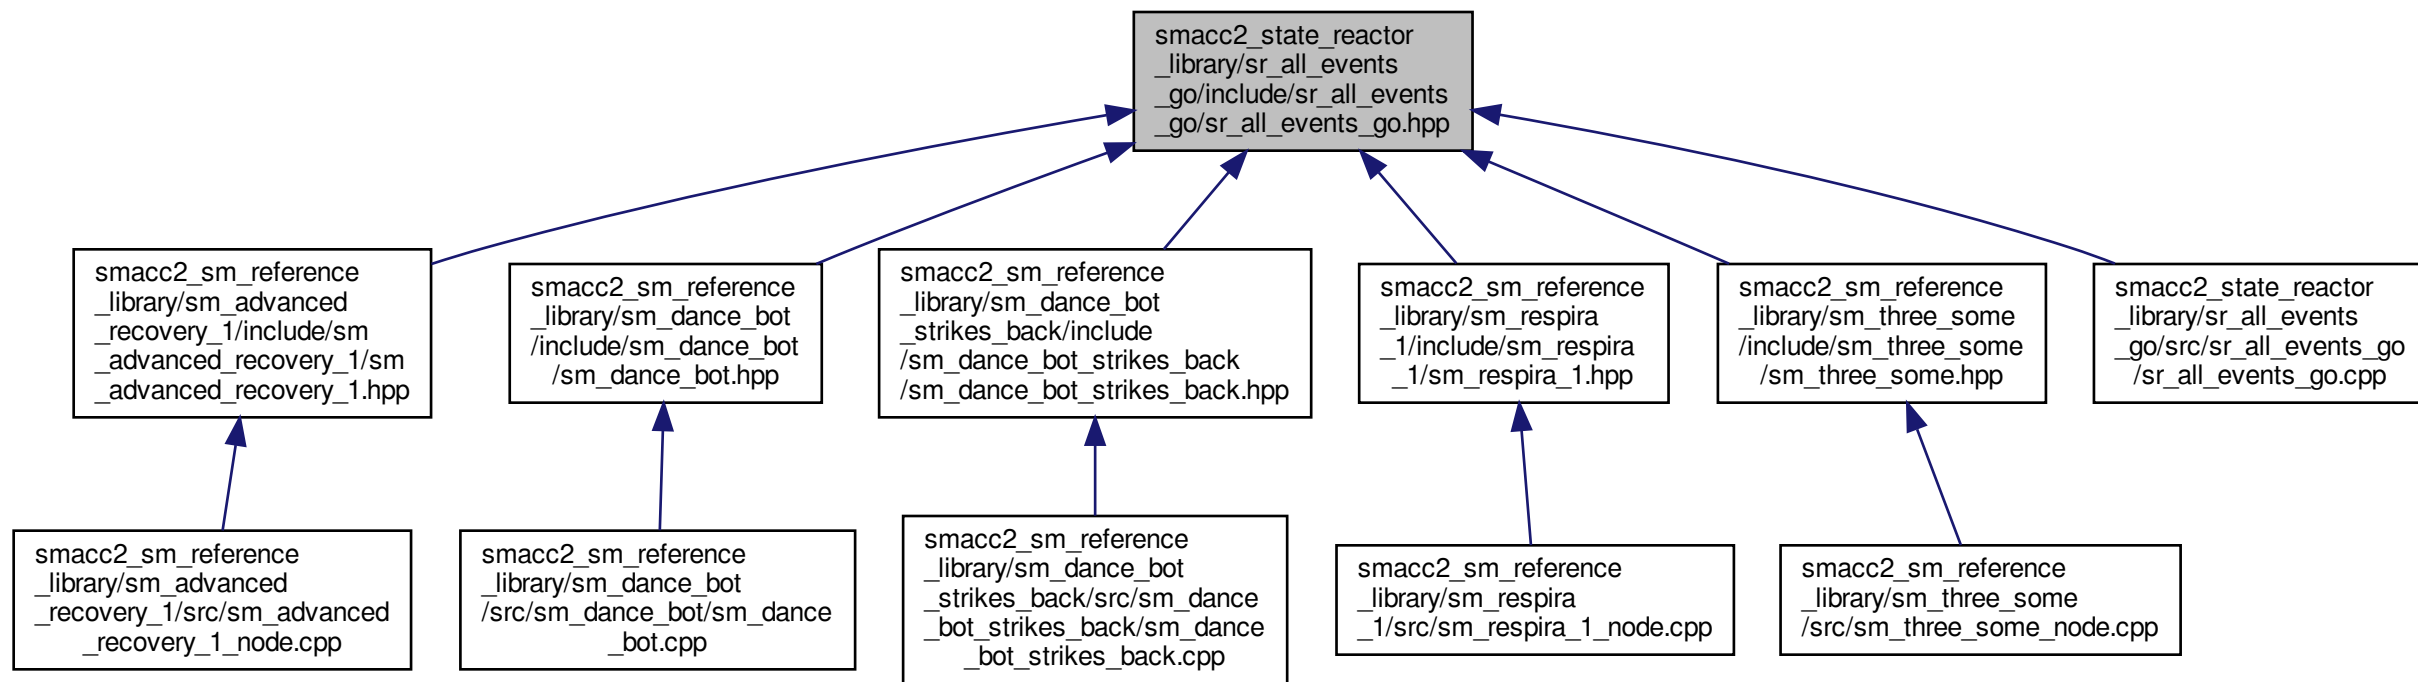 smacc2_state_reactor
_library/sr_all_events
_go/include/sr_all_events
_go/sr_all_events_go.hpp
smacc2_sm_reference
_library/sm_advanced
_recovery_1/include/sm
_advanced_recovery_1/sm
_advanced_recovery_1.hpp
smacc2_sm_reference
_library/sm_dance_bot
/include/sm_dance_bot
/sm_dance_bot.hpp
smacc2_sm_reference
_library/sm_dance_bot
_strikes_back/include
/sm_dance_bot_strikes_back
/sm_dance_bot_strikes_back.hpp
smacc2_sm_reference
_library/sm_respira
_1/include/sm_respira
_1/sm_respira_1.hpp
smacc2_sm_reference
_library/sm_three_some
/include/sm_three_some
/sm_three_some.hpp
smacc2_state_reactor
_library/sr_all_events
_go/src/sr_all_events_go
/sr_all_events_go.cpp
smacc2_sm_reference
_library/sm_advanced
_recovery_1/src/sm_advanced
_recovery_1_node.cpp
smacc2_sm_reference
_library/sm_dance_bot
/src/sm_dance_bot/sm_dance
_bot.cpp
smacc2_sm_reference
_library/sm_dance_bot
_strikes_back/src/sm_dance
_bot_strikes_back/sm_dance
_bot_strikes_back.cpp
smacc2_sm_reference
_library/sm_respira
_1/src/sm_respira_1_node.cpp
smacc2_sm_reference
_library/sm_three_some
/src/sm_three_some_node.cpp